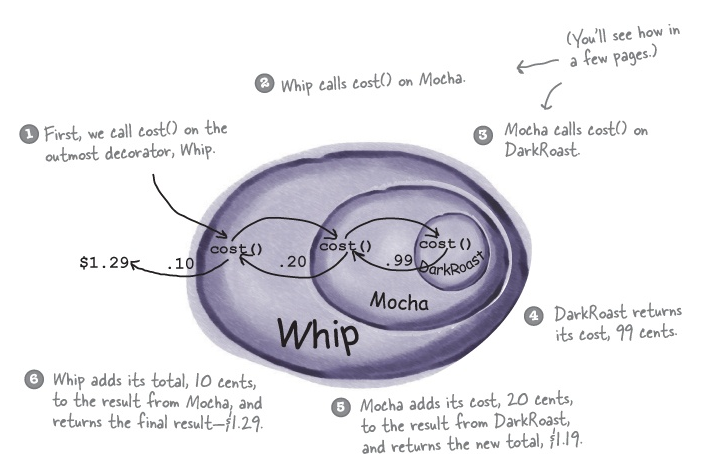 (You'll see how in
a few pages.)
2 Whip calls cost() on Mocha.
1 First, we call cost() on the
outmost decorator, Whip.
3 Mocha calls cost() on
DarkRoast.
cost()
cost()
cost()
$1.29
.10
.20
.99
DarkRoast
Mocha
Whip
4 DarkRoast returns
its cost, 99 cents.
6 Whip adds its total, 10 cents,
to the result from Mocha, and
returns the final result—$1.29.
5 Mocha adds its cost, 20 cents,
to the result from DarkRoast,
and returns the new total, $1.19.